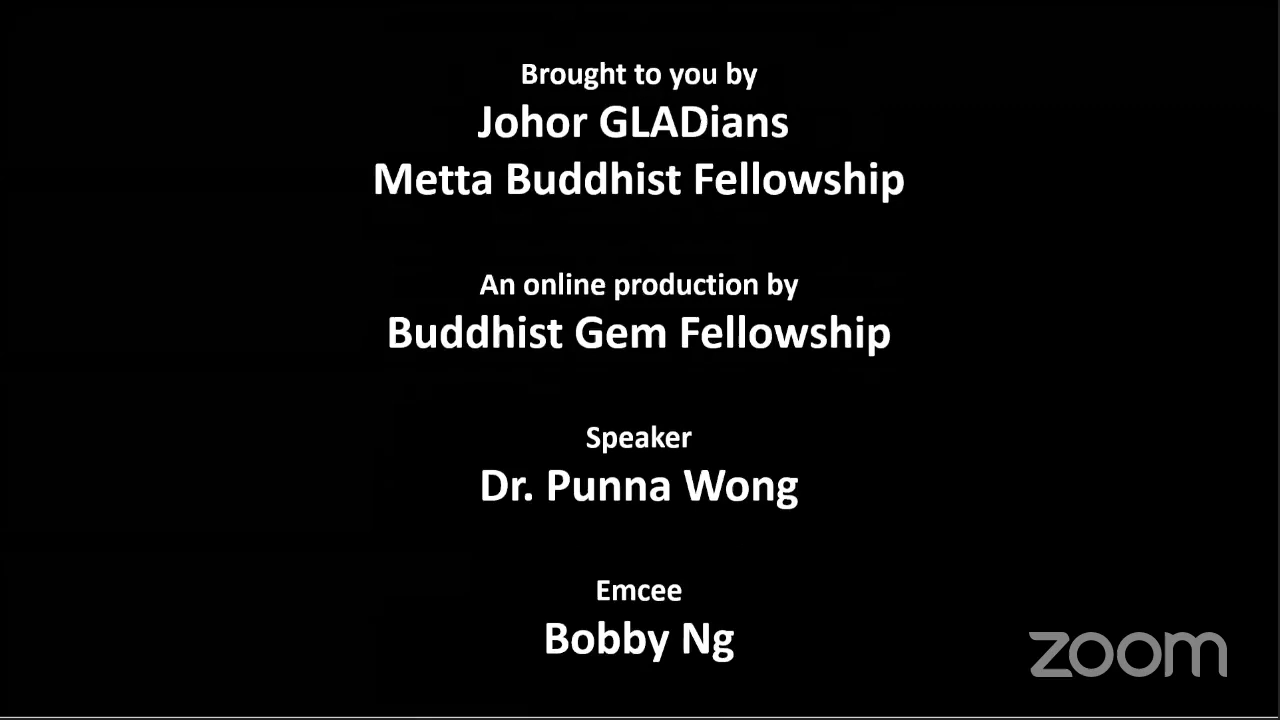 Brought to you by
Johor GLADians
Metta Buddhist Fellowship
An online production by
Buddhist Gem Fellowship
Speaker
Dr. Punna Wong
Emcee
Bobby Ng
zoom